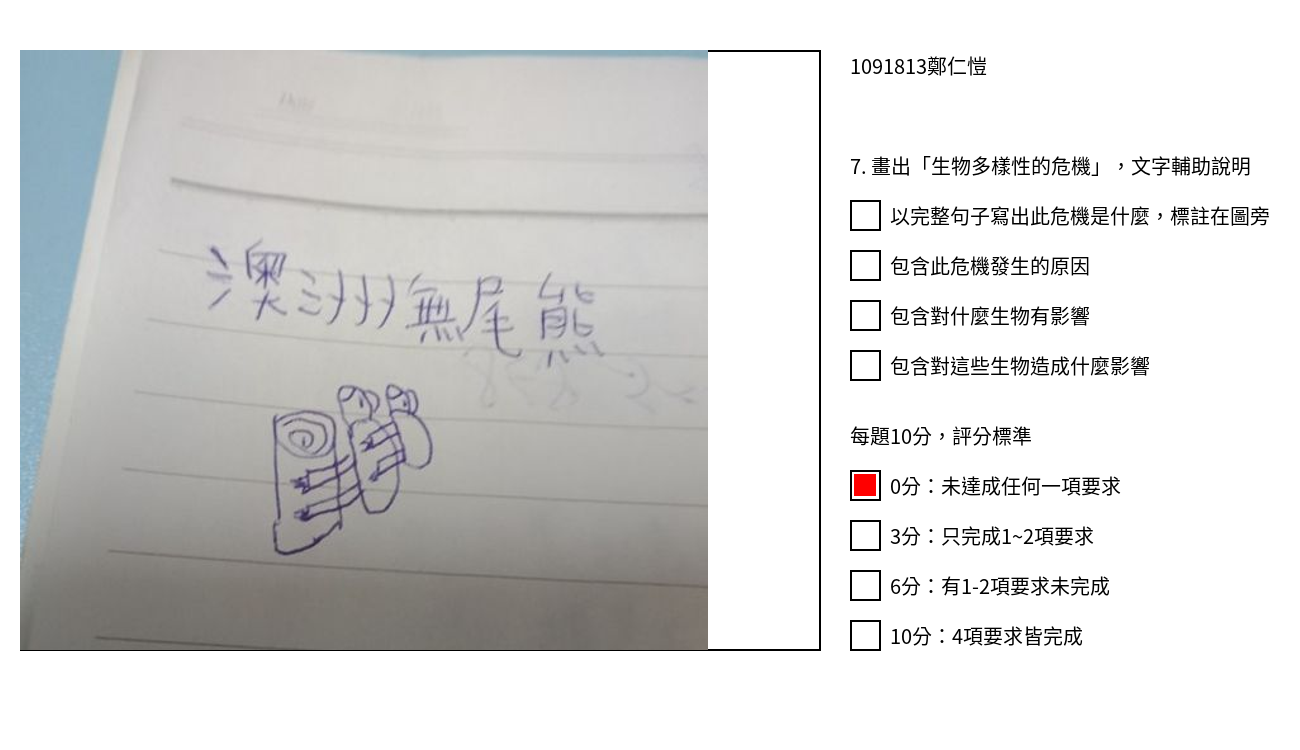 1091813鄭仁愷
澳洲無尾熊
7. 畫出「生物多樣性的危機」，文字輔助說明
以完整句子寫出此危機是什麼，標註在圖旁
包含此危機發生的原因
包含對什麼生物有影響
包含對這些生物造成什麼影響
每題10分，評分標準
0分：未達成任何一項要求
3分：只完成1~2項要求
6分：有1-2項要求未完成
10分：4項要求皆完成